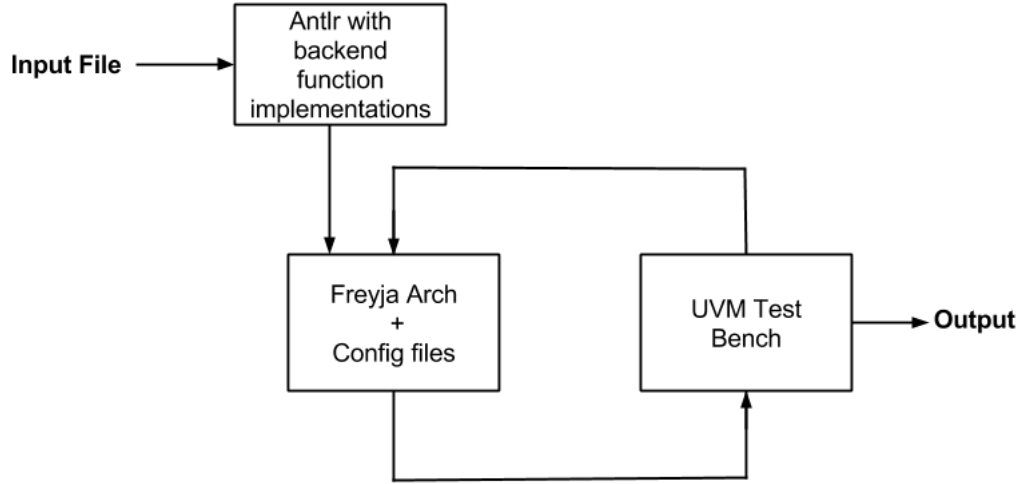 Input File
Antlr with
backend
function
implementations
Freyja Arch
+
Config files
UVM Test
Bench
Output